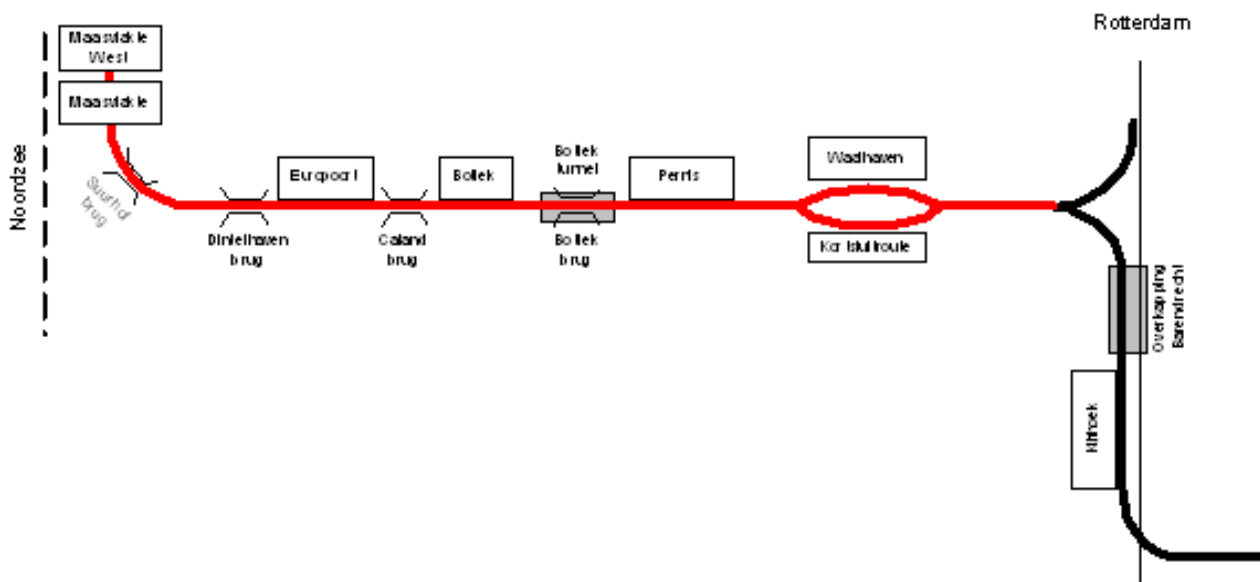 Rotterdam
Maasvlakte
West
Maasvlakte
Noordzee
Suurhof
brug
Dintelhaven
brug
Europoort
Caland
brug
Botlek
Botlek
tunnel
Botlek
brug
Pernis
Waalhaven
Kortsluitroute
Overkapping
Barendrecht
Kijfhoek